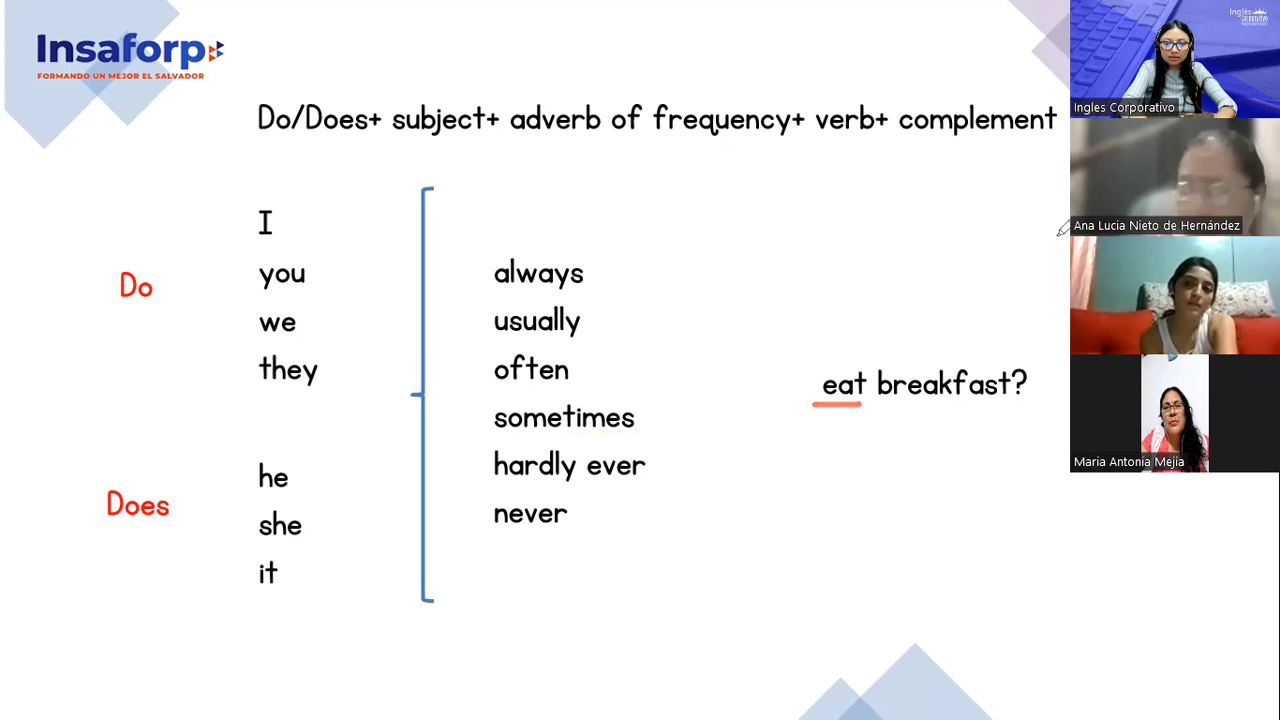 Insaforp
FORMANDO UN MEJOR EL SALVADOR
Do/Does+ subject+ adverb of frequency+ verb+ complement
Do
I
you
we
they
Does
he
she
it
always
usually
often
sometimes
hardly ever
never
eat breakfast?
Ingles Corporativo
Ana Lucia Nieto de Hernández
Maria Antonia Mejia